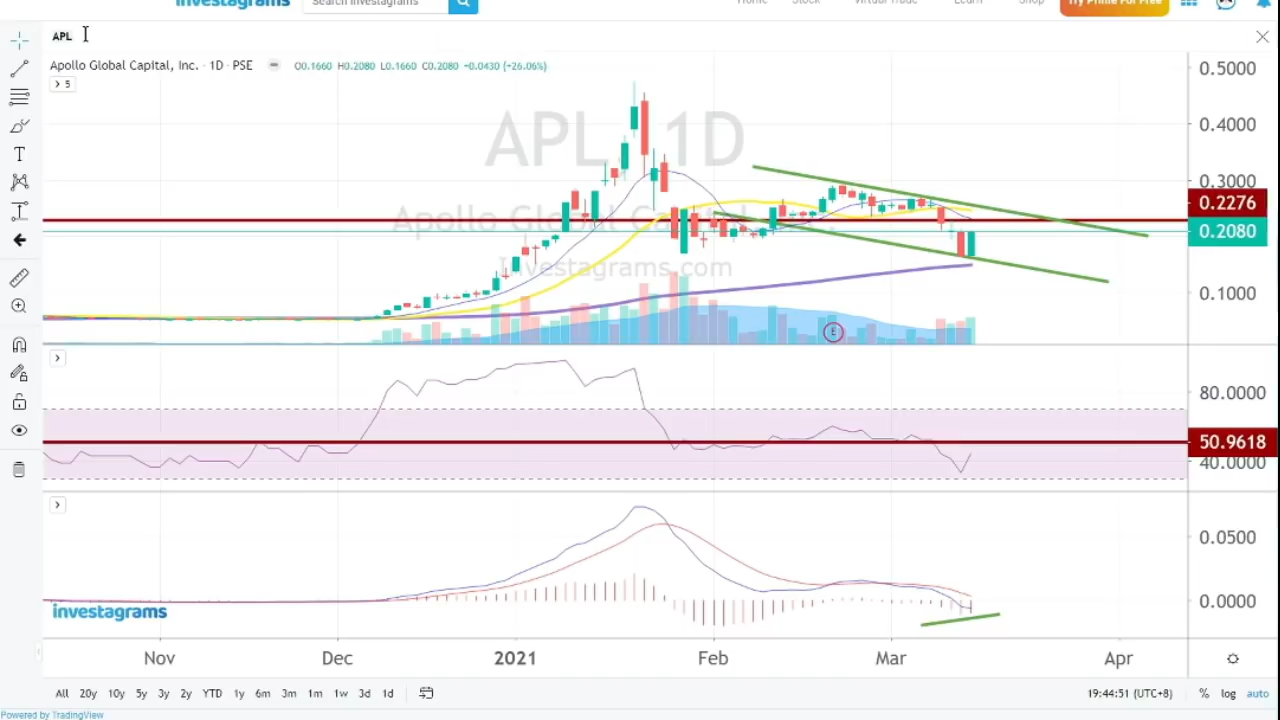 Investagrams Search Investagrams Home Stock Virtual Trade Learn Shop Try Prime For Free
APL
Apollo Global Capital, Inc. · 1D · PSE O0.1660 H0.2080 L0.1660 C0.2080 -0.0430 (-26.06%)
5
APL, 1D
Apollo Global Capital, Inc.
Investagrams.com
0.5000
0.4000
0.3000
0.2276
0.2080
0.1000
E
80.0000
50.9618
40.0000
0.0500
0.0000
investagrams
Nov Dec 2021 Feb Mar Apr
All 20y 10y 5y 3y 2y YTD 1y 6m 3m 1m 1w 3d 1d 19:44:51 (UTC+8) % log auto
Powered by TradingView